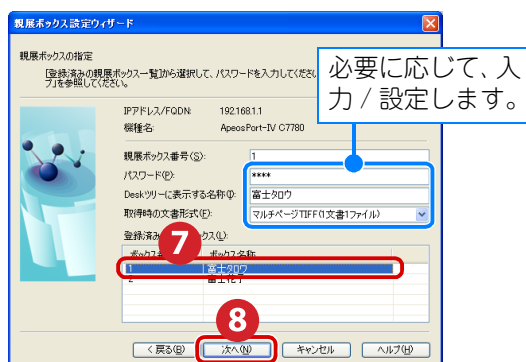 親展ボックス設定ウィザード
親展ボックスの指定
[登録済みの親展ボックス一覧]から選択して、パスワードを入力してください
プ]を参照してください。
必要に応じて、入
力 / 設定します。
IPアドレス/FQDN: 192.168.1.1
機種名: ApeosPort-IV C7780
親展ボックス番号(S): 1
パスワード(P): ****
Deskツリーに表示する名称(I): 富士タロウ
取得時の文書形式(F): マルチページTIFF(1文書1ファイル)
登録済み クス(L):
7
ボックス ボックス名称
1 富士タロウ
2 富士花子
8
< 戻る(B) 次へ(N) キャンセル ヘルプ(H)